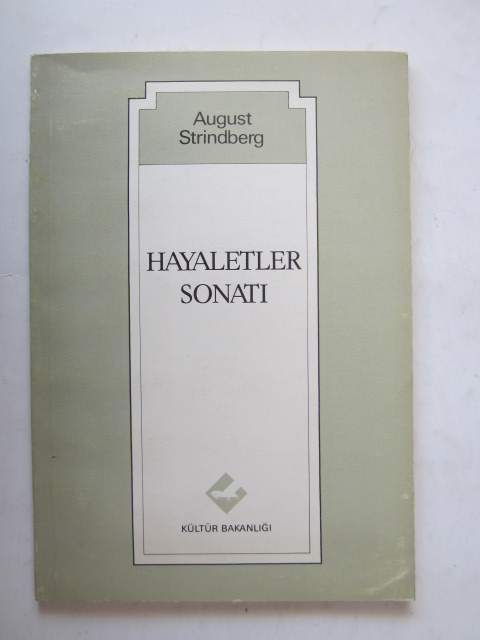 August
Strindberg
HAYALETLER
SONATI
KÜLTÜR BAKANLIĞI